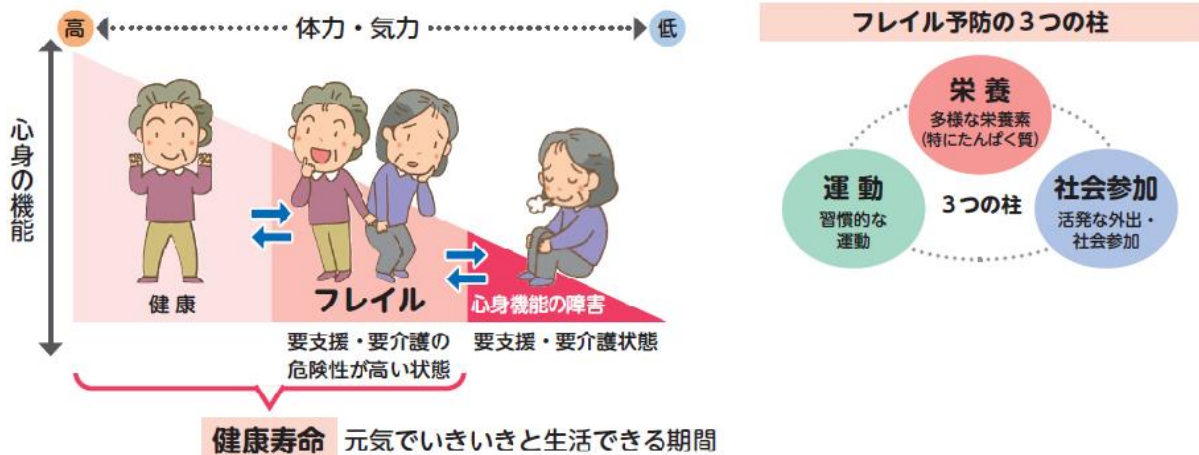 高 体力・気力 低
心身の機能
健康
フレイル
心身機能の障害
要支援・要介護の
危険性が高い状態
要支援・要介護状態
健康寿命 元気でいきいきと生活できる期間
フレイル予防の3つの柱
栄養
多様な栄養素
(特にたんぱく質)
運動
習慣的な
運動
3つの柱
社会参加
活発な外出・
社会参加